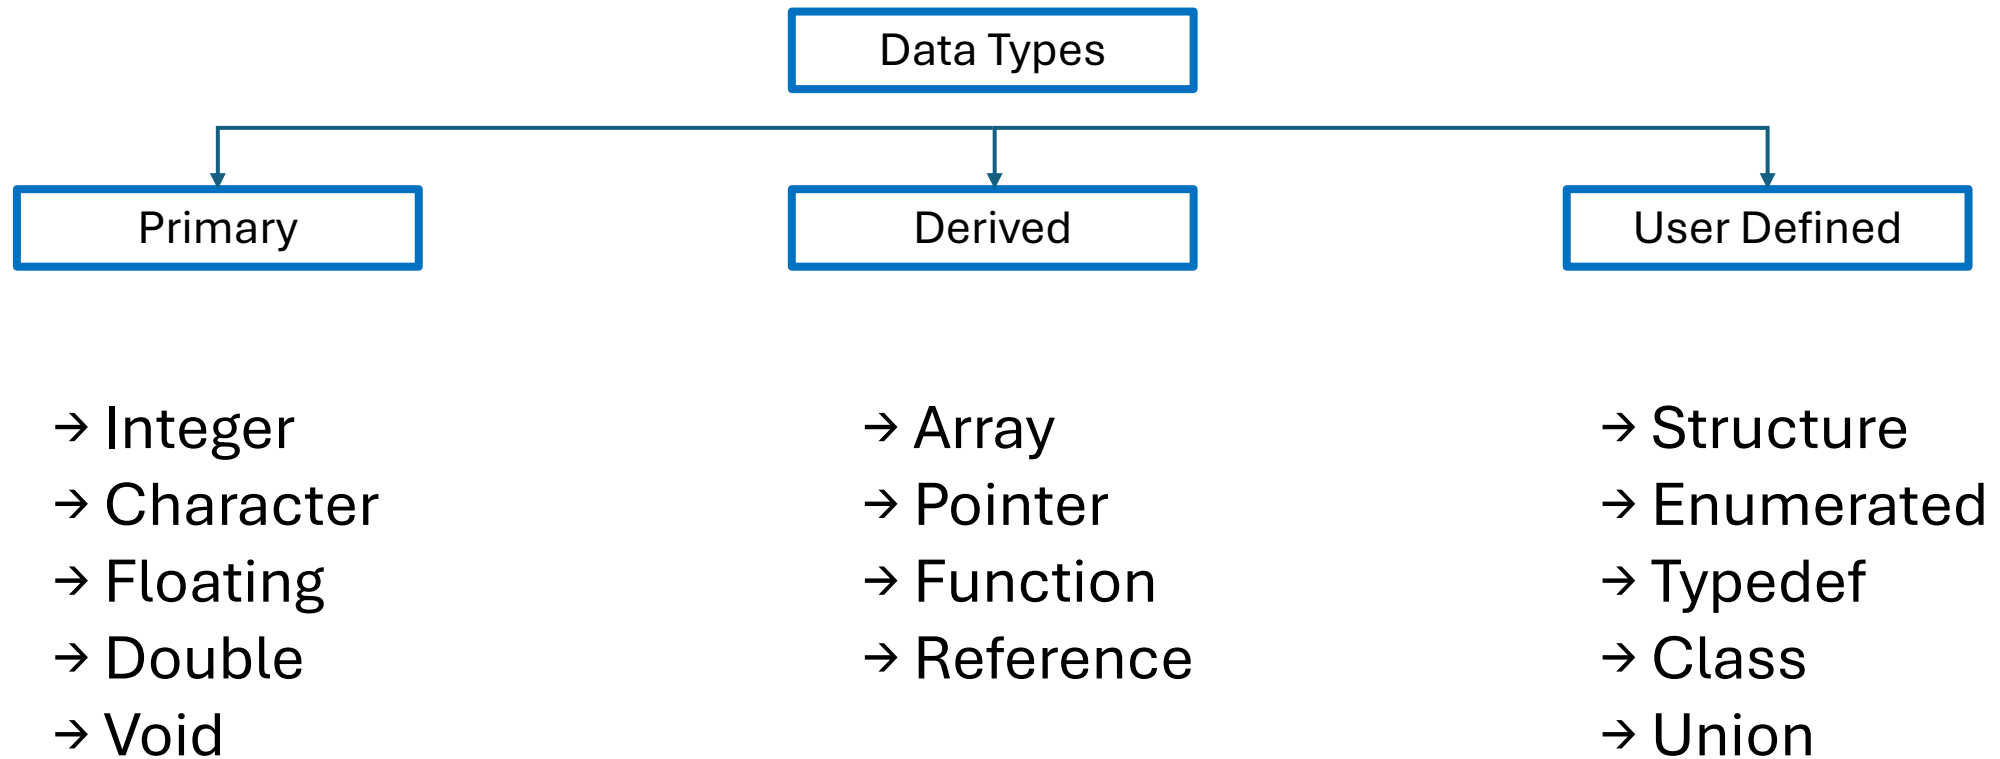 Data Types
Primary
Derived
User Defined
→ Integer
→ Character
→ Floating
→ Double
→ Void
→ Array
→ Pointer
→ Function
→ Reference
→ Structure
→ Enumerated
→ Typedef
→ Class
→ Union